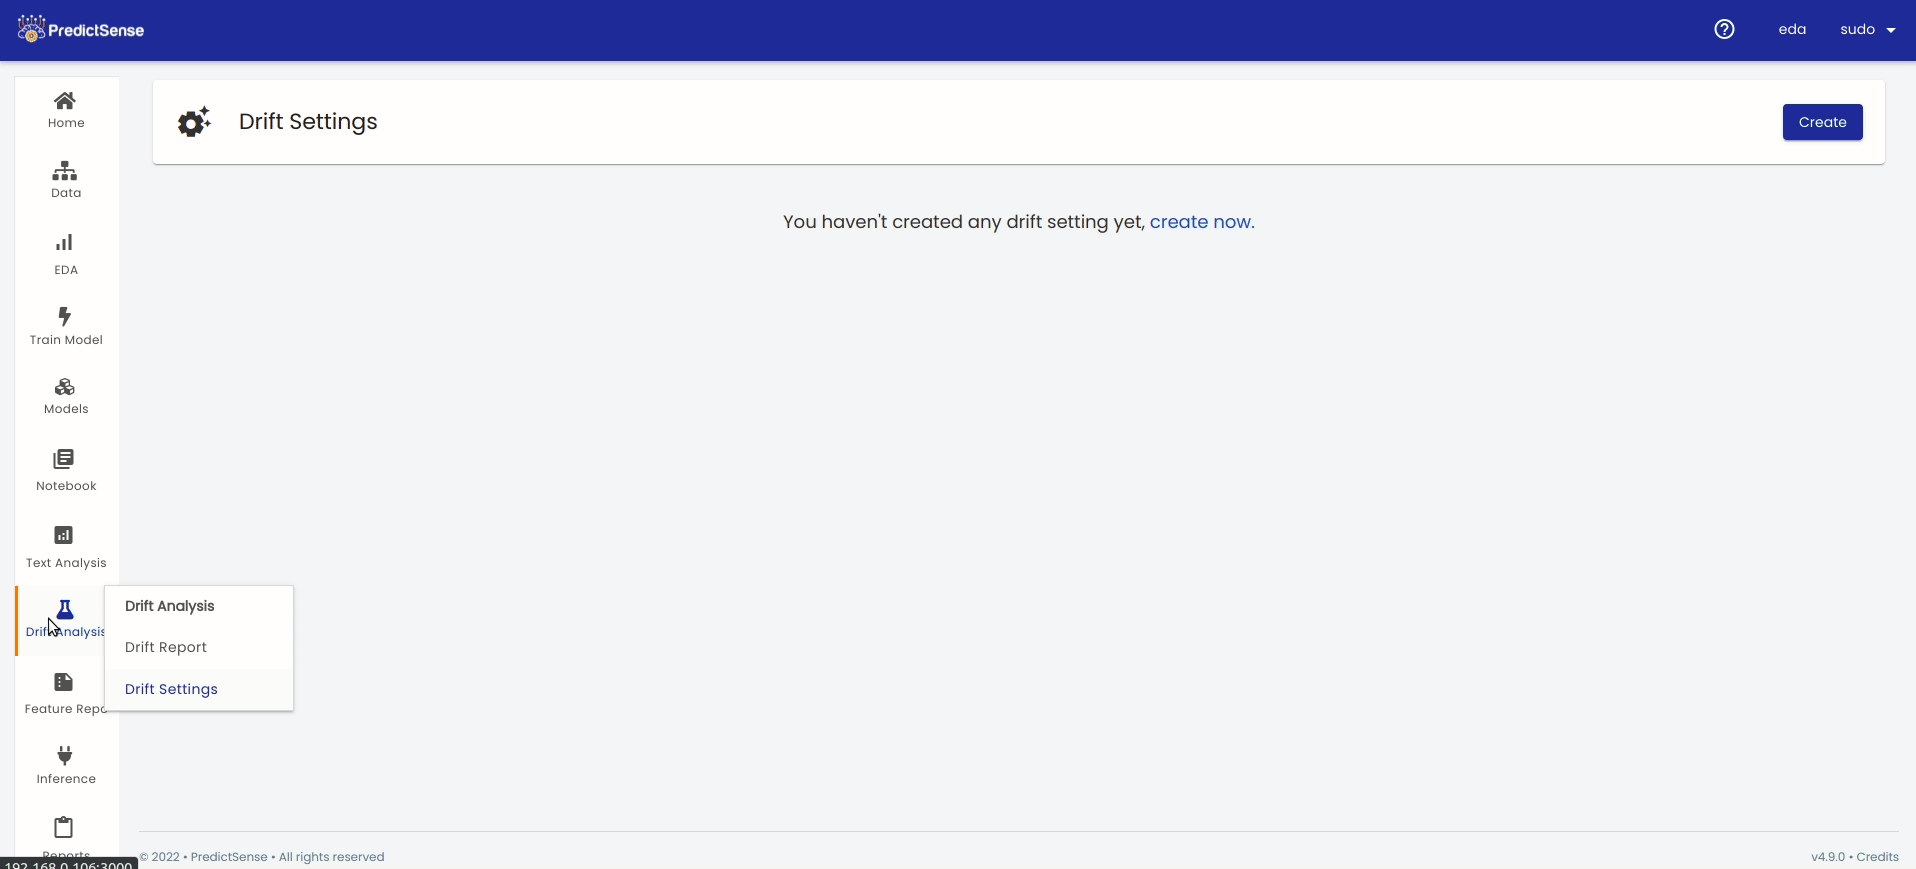 PredictSense
eda
sudo
Home
Data
EDA
Train Model
Models
Notebook
Text Analysis
Drift Analysis
Feature Repo
Inference
Reports
Drift Settings
Create
You haven't created any drift setting yet, create now.
Drift Analysis
Drift Report
Drift Settings
192.168.0.106:3000
© 2022 • PredictSense • All rights reserved
v4.9.0 • Credits